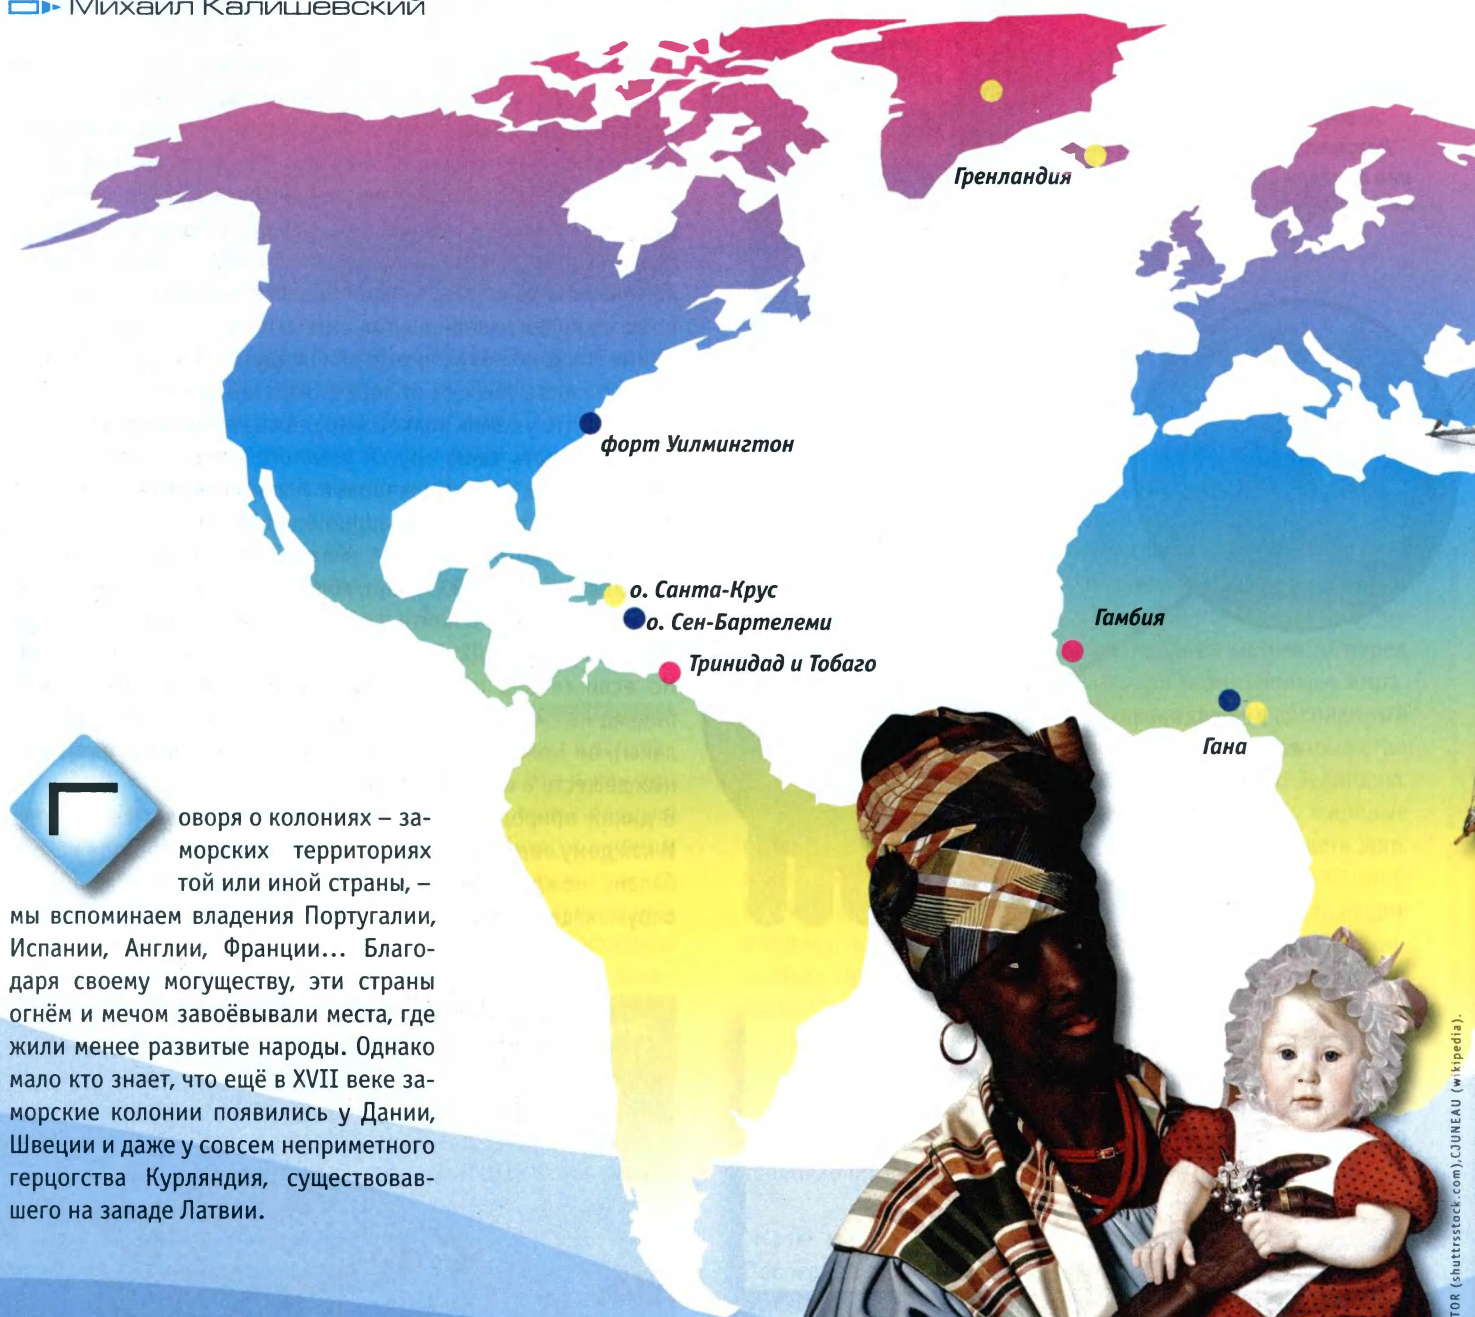 Михаил Калишевский
Гренландия
форт Уилмингтон
о. Санта-Крус
о. Сен-Бартелеми
Тринидад и Тобаго
Гамбия
Гана
Говоря о колониях – за-
морских территориях
той или иной страны, –
мы вспоминаем владения Португалии,
Испании, Англии, Франции... Благо-
даря своему могуществу, эти страны
огнём и мечом завоёвывали места, где
жили менее развитые народы. Однако
мало кто знает, что ещё в XVII веке за-
морские колонии появились у Дании,
Швеции и даже у совсем неприметного
герцогства Курляндия, существовав-
шего на западе Латвии.
TOR (shuttrsstock.com),CJUNEAU (wikipedia).